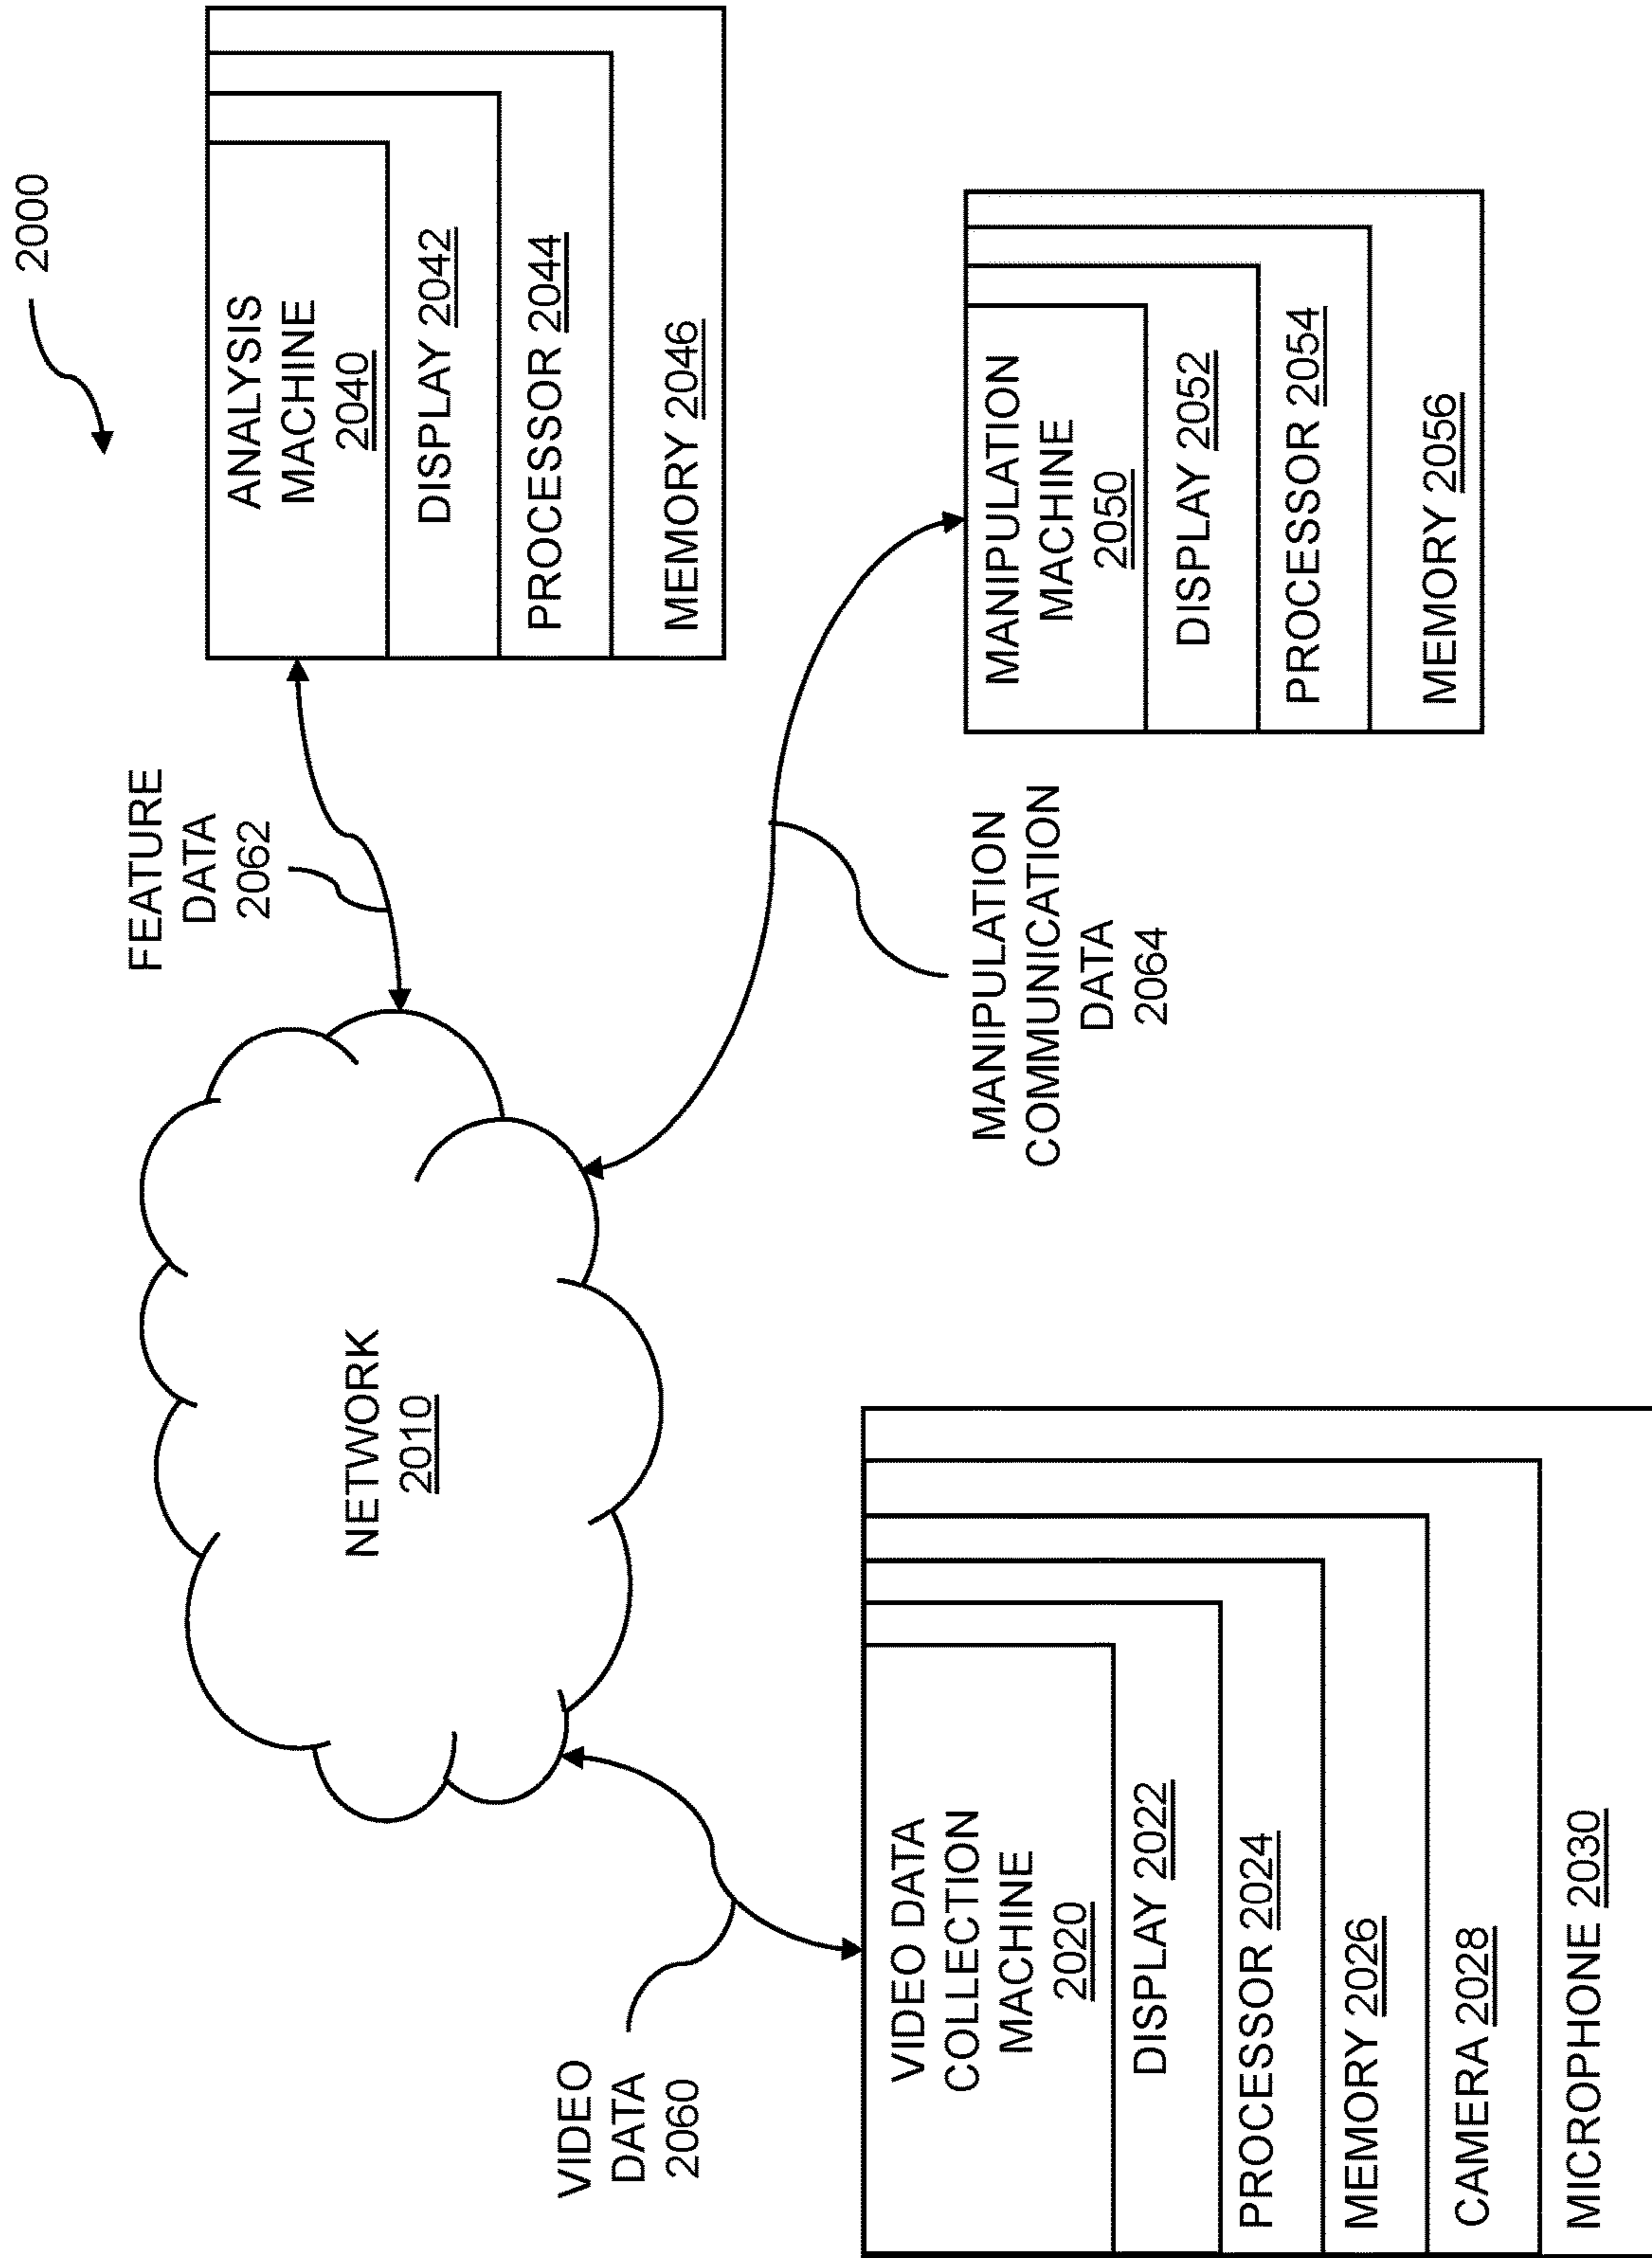 2000
NETWORK
2010
VIDEO
DATA
2060
FEATURE
DATA
2062
ANALYSIS
MACHINE
2040
DISPLAY 2042
PROCESSOR 2044
MEMORY 2046
VIDEO DATA
COLLECTION
MACHINE
2020
DISPLAY 2022
PROCESSOR 2024
MEMORY 2026
CAMERA 2028
MICROPHONE 2030
MANIPULATION
COMMUNICATION
DATA
2064
MANIPULATION
MACHINE
2050
DISPLAY 2052
PROCESSOR 2054
MEMORY 2056